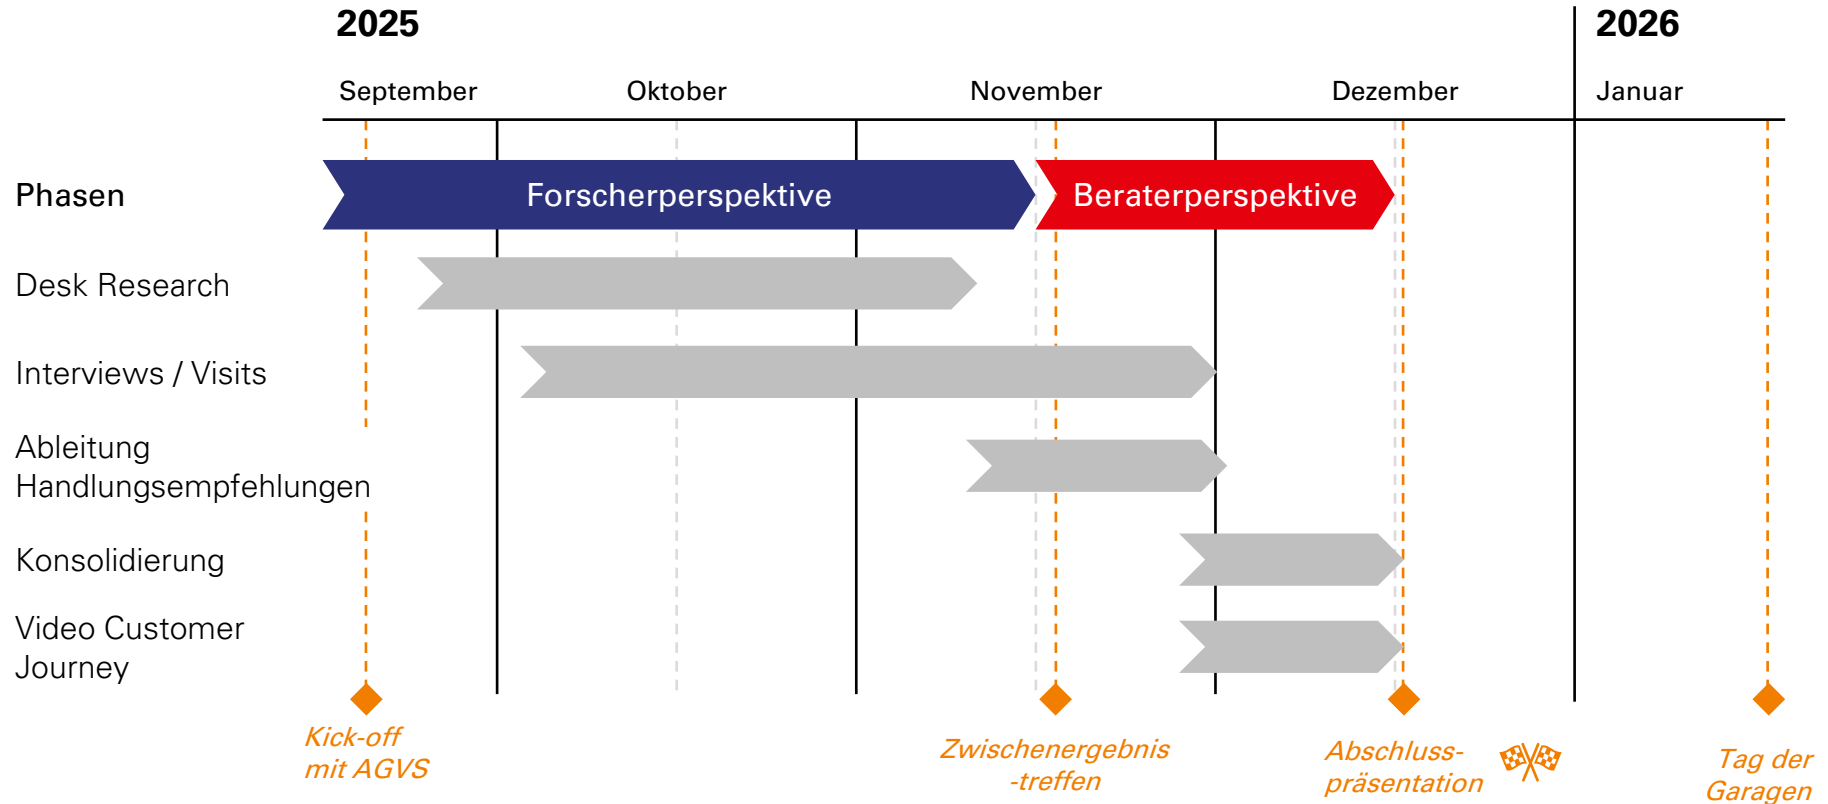 2025
2026
September
Oktober
November
Dezember
Januar
Phasen
Forscherperspektive
Beraterperspektive
Desk Research
Interviews / Visits
Ableitung
Handlungsempfehlungen
Konsolidierung
Video Customer
Journey
Kick-off
mit AGVS
Zwischenergebnis
-treffen
Abschluss-
präsentation
Tag der
Garagen